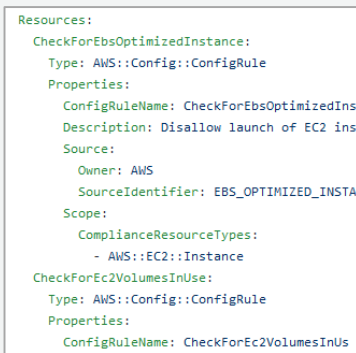 Resources:
CheckForEbsOptimizedInstance:
Type: AWS::Config::ConfigRule
Properties:
ConfigRuleName: CheckForEbsOptimizedIns
Description: Disallow launch of EC2 ins
Source:
Owner: AWS
SourceIdentifier: EBS_OPTIMIZED_INSTA
Scope:
ComplianceResourceTypes:
- AWS::EC2::Instance
CheckForEc2VolumesInUse:
Type: AWS::Config::ConfigRule
Properties:
ConfigRuleName: CheckForEc2VolumesInUs